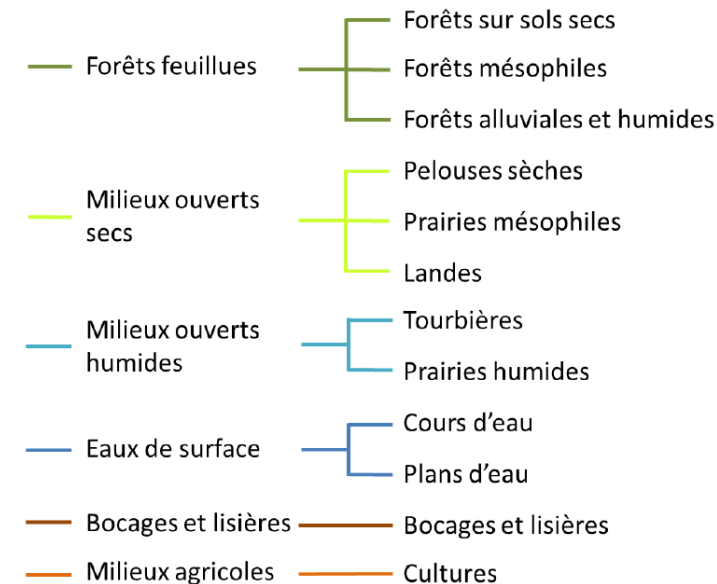 Forêts feuillues
Forêts sur sols secs
Forêts mésophiles
Forêts alluviales et humides
Milieux ouverts
secs
Pelouses sèches
Prairies mésophiles
Landes
Milieux ouverts
humides
Tourbières
Prairies humides
Eaux de surface
Cours d’eau
Plans d’eau
Bocages et lisières
Bocages et lisières
Milieux agricoles
Cultures